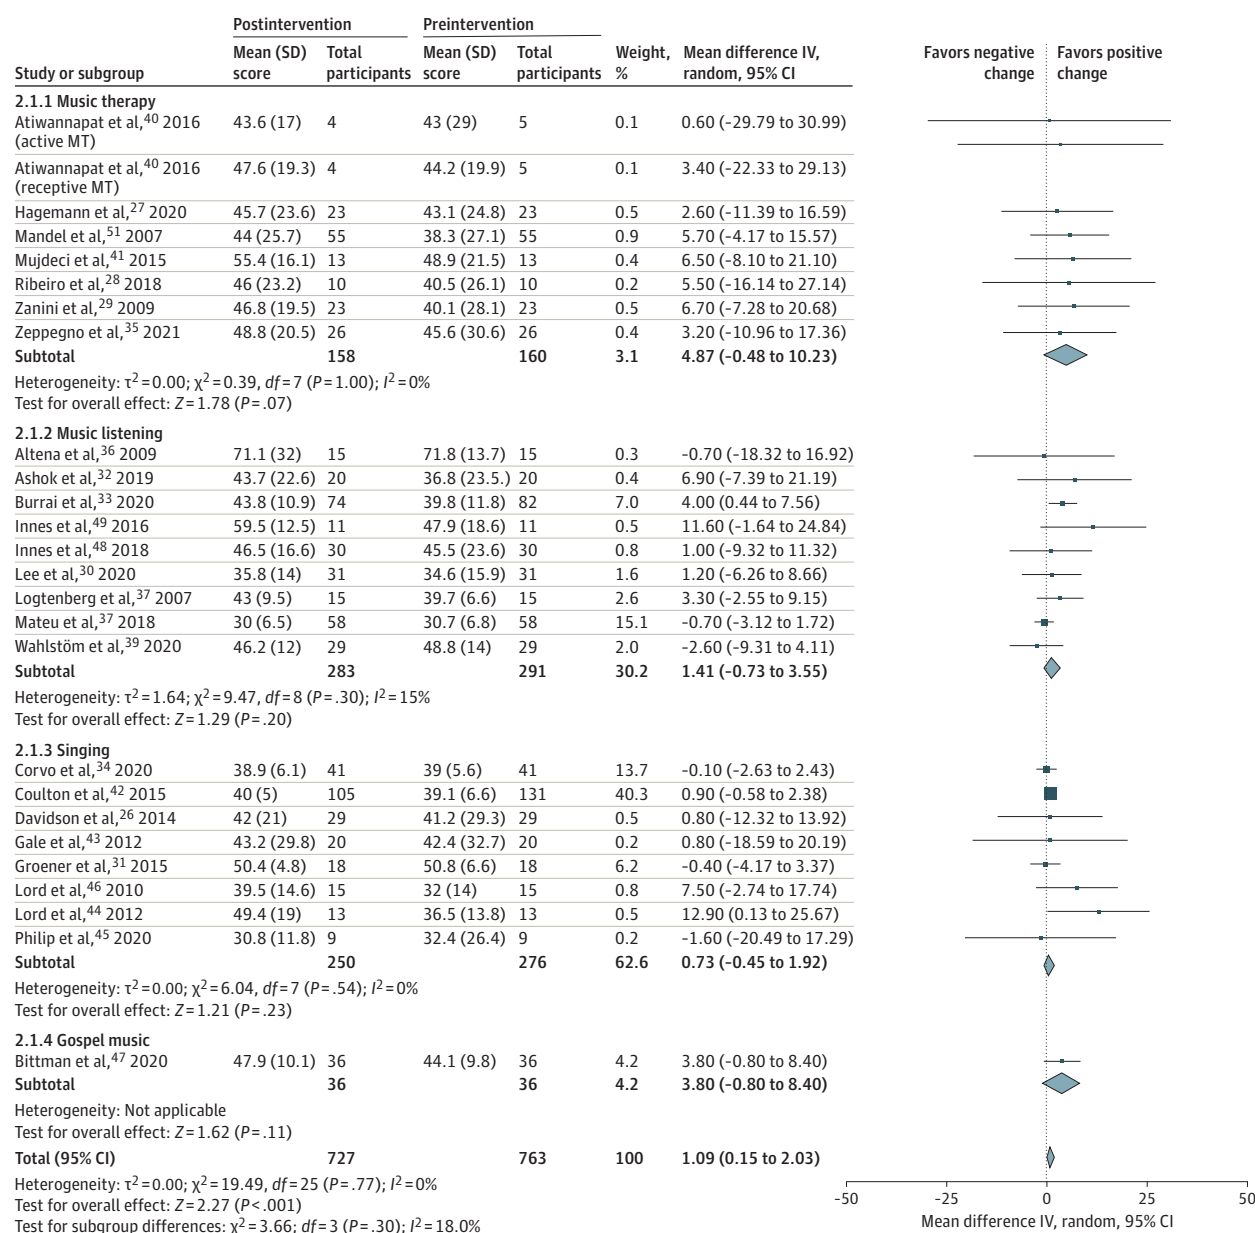 Postintervention Preintervention
Mean (SD) Total Mean (SD) Total Weight, Mean difference IV, Favors negative Favors positive
Study or subgroup score participants score participants % random, 95% CI change change
2.1.1 Music therapy
Atiwannapat et al,40 2016 43.6 (17) 4 43 (29) 5 0.1 0.60 (-29.79 to 30.99)
(active MT)
Atiwannapat et al,40 2016 47.6 (19.3) 4 44.2 (19.9) 5 0.1 3.40 (-22.33 to 29.13)
(receptive MT)
Hagemann et al,27 2020 45.7 (23.6) 23 43.1 (24.8) 23 0.5 2.60 (-11.39 to 16.59)
Mandel et al,51 2007 44 (25.7) 55 38.3 (27.1) 55 0.9 5.70 (-4.17 to 15.57)
Mujdeci et al,41 2015 55.4 (16.1) 13 48.9 (21.5) 13 0.4 6.50 (-8.10 to 21.10)
Ribeiro et al,28 2018 46 (23.2) 10 40.5 (26.1) 10 0.2 5.50 (-16.14 to 27.14)
Zanini et al,29 2009 46.8 (19.5) 23 40.1 (28.1) 23 0.5 6.70 (-7.28 to 20.68)
Zeppegno et al,35 2021 48.8 (20.5) 26 45.6 (30.6) 26 0.4 3.20 (-10.96 to 17.36)
Subtotal 158 160 3.1 4.87 (-0.48 to 10.23)
Heterogeneity: τ2=0.00; χ2=0.39, df=7 (P=1.00); I2=0%
Test for overall effect: Z=1.78 (P=.07)
2.1.2 Music listening
Altena et al,36 2009 71.1 (32) 15 71.8 (13.7) 15 0.3 -0.70 (-18.32 to 16.92)
Ashok et al,32 2019 43.7 (22.6) 20 36.8 (23.5.) 20 0.4 6.90 (-7.39 to 21.19)
Burrai et al,33 2020 43.8 (10.9) 74 39.8 (11.8) 82 7.0 4.00 (0.44 to 7.56)
Innes et al,49 2016 59.5 (12.5) 11 47.9 (18.6) 11 0.5 11.60 (-1.64 to 24.84)
Innes et al,48 2018 46.5 (16.6) 30 45.5 (23.6) 30 0.8 1.00 (-9.32 to 11.32)
Lee et al,30 2020 35.8 (14) 31 34.6 (15.9) 31 1.6 1.20 (-6.26 to 8.66)
Logtenberg et al,37 2007 43 (9.5) 15 39.7 (6.6) 15 2.6 3.30 (-2.55 to 9.15)
Mateu et al,37 2018 30 (6.5) 58 30.7 (6.8) 58 15.1 -0.70 (-3.12 to 1.72)
Wahlstöm et al,39 2020 46.2 (12) 29 48.8 (14) 29 2.0 -2.60 (-9.31 to 4.11)
Subtotal 283 291 30.2 1.41 (-0.73 to 3.55)
Heterogeneity: τ2=1.64; χ2=9.47, df=8 (P=.30); I2=15%
Test for overall effect: Z=1.29 (P=.20)
2.1.3 Singing
Corvo et al,34 2020 38.9 (6.1) 41 39 (5.6) 41 13.7 -0.10 (-2.63 to 2.43)
Coulton et al,42 2015 40 (5) 105 39.1 (6.6) 131 40.3 0.90 (-0.58 to 2.38)
Davidson et al,26 2014 42 (21) 29 41.2 (29.3) 29 0.5 0.80 (-12.32 to 13.92)
Gale et al,43 2012 43.2 (29.8) 20 42.4 (32.7) 20 0.2 0.80 (-18.59 to 20.19)
Groener et al,31 2015 50.4 (4.8) 18 50.8 (6.6) 18 6.2 -0.40 (-4.17 to 3.37)
Lord et al,46 2010 39.5 (14.6) 15 32 (14) 15 0.8 7.50 (-2.74 to 17.74)
Lord et al,44 2012 49.4 (19) 13 36.5 (13.8) 13 0.5 12.90 (0.13 to 25.67)
Philip et al,45 2020 30.8 (11.8) 9 32.4 (26.4) 9 0.2 -1.60 (-20.49 to 17.29)
Subtotal 250 276 62.6 0.73 (-0.45 to 1.92)
Heterogeneity: τ2=0.00; χ2=6.04, df=7 (P=.54); I2=0%
Test for overall effect: Z=1.21 (P=.23)
2.1.4 Gospel music
Bittman et al,47 2020 47.9 (10.1) 36 44.1 (9.8) 36 4.2 3.80 (-0.80 to 8.40)
Subtotal 36 36 4.2 3.80 (-0.80 to 8.40)
Heterogeneity: Not applicable
Test for overall effect: Z=1.62 (P=.11)
Total (95% CI) 727 763 100 1.09 (0.15 to 2.03)
Heterogeneity: τ2=0.00; χ2=19.49, df=25 (P=.77); I2=0%
Test for overall effect: Z=2.27 (P<.001)
Test for subgroup differences: χ2=3.66; df=3 (P=.30); I2=18.0%
-50 -25 0 25 50
Mean difference IV, random, 95% CI